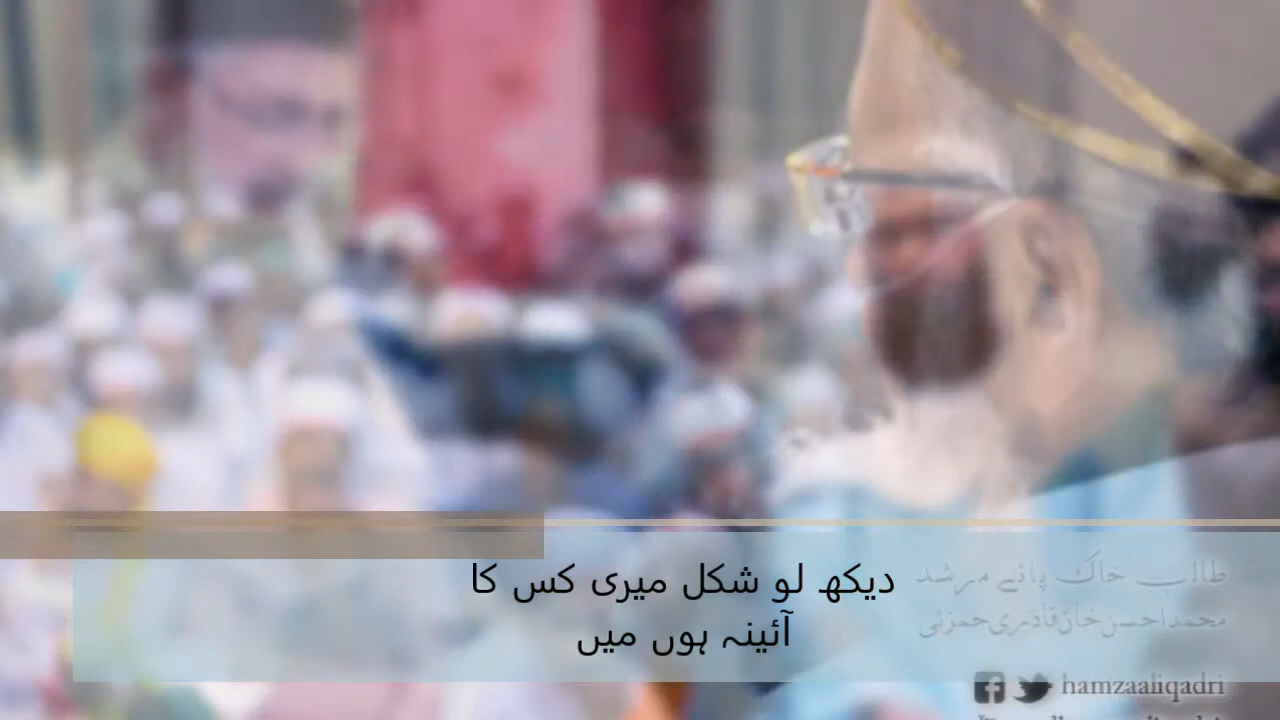 دیکھ لو شکل میری کس کا
آئینہ ہوں میں
طالب خاک پائے مرشد
محمد احسن خان قادری حمزئی
hamzaaliqadri